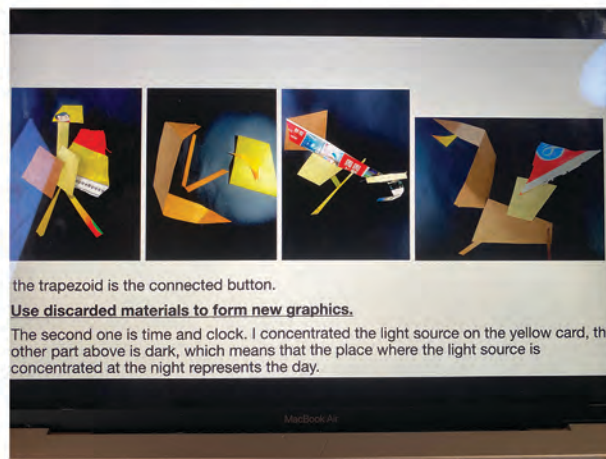 the trapezoid is the connected button.
Use discarded materials to form new graphics.
The second one is time and clock. I concentrated the light source on the yellow card, th
other part above is dark, which means that the place where the light source is
concentrated at the night represents the day.
MacBook Air